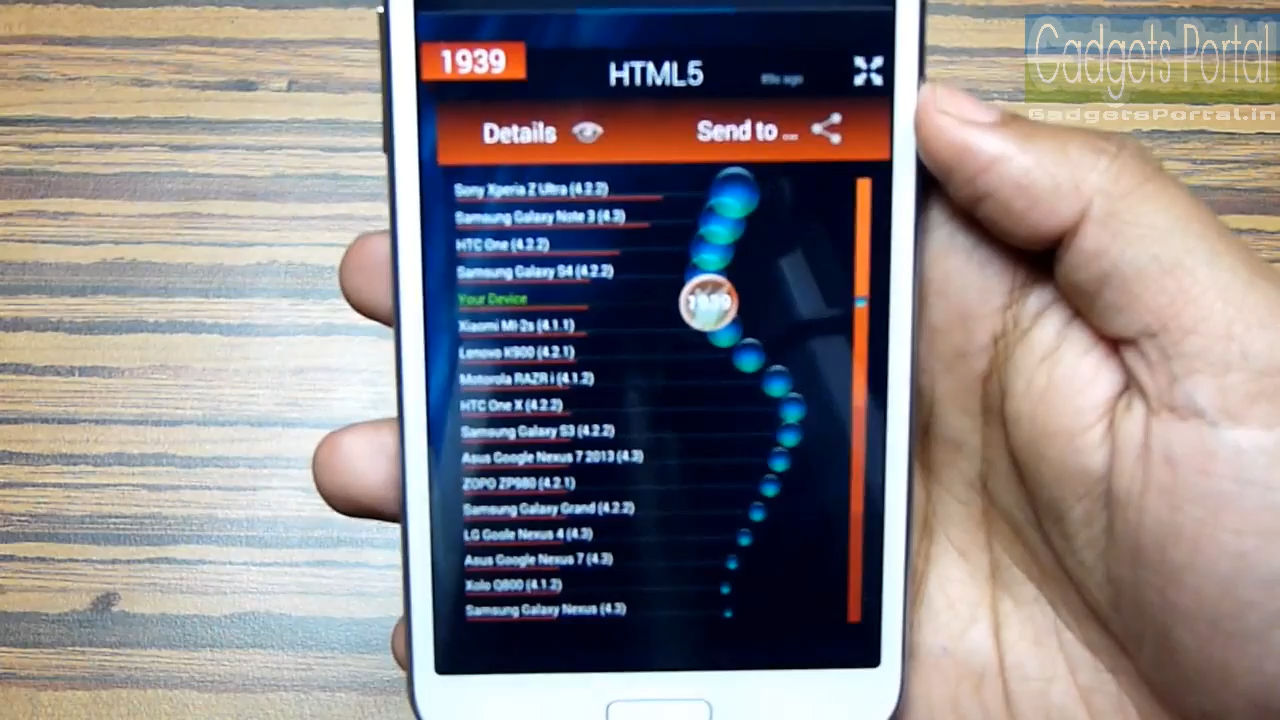 Gadgets Portal
GadgetsPortal.in
1939
HTML5
ago
Details
Send to ...
Sony Xperia Z Ultra (4.2.2)
Samsung Galaxy Note 3 (4.3)
HTC One (4.2.2)
Samsung Galaxy S4 (4.2.2)
Your Device
1939
Xiaomi MI-2s (4.1.1)
Lenovo K900 (4.2.1)
Motorola RAZR i (4.1.2)
HTC One X (4.2.2)
Samsung Galaxy S3 (4.2.2)
Asus Google Nexus 7 2013 (4.3)
ZOPO ZP980 (4.2.1)
Samsung Galaxy Grand (4.2.2)
LG Goole Nexus 4 (4.3)
Asus Google Nexus 7 (4.3)
Xolo Q800 (4.1.2)
Samsung Galaxy Nexus (4.3)